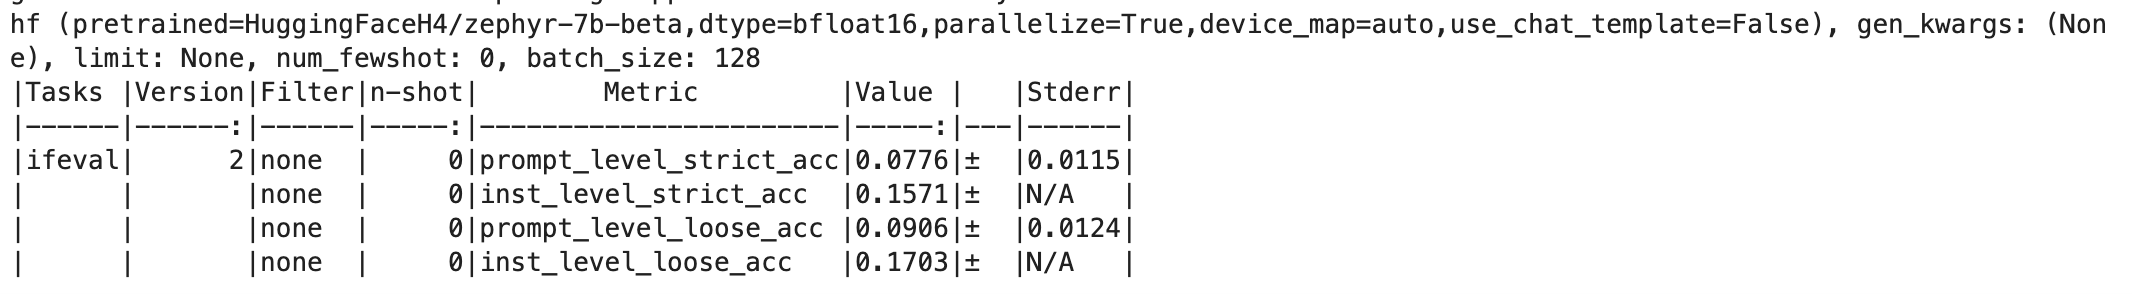 hf (pretrained=HuggingFaceH4/zephyr-7b-beta,dtype=bfloat16,parallelize=True,device_map=auto,use_chat_template=False), gen_kwargs: (Non
e), limit: None, num_fewshot: 0, batch_size: 128
|Tasks |Version|Filter|n-shot|        Metric         |Value |   |Stderr|
|------|------:|------|-----:|-----------------------|-----:|---|------|
|ifeval|      2|none  |     0|prompt_level_strict_acc|0.0776|±  |0.0115|
|      |       |none  |     0|inst_level_strict_acc  |0.1571|±  |N/A   |
|      |       |none  |     0|prompt_level_loose_acc |0.0906|±  |0.0124|
|      |       |none  |     0|inst_level_loose_acc   |0.1703|±  |N/A   |